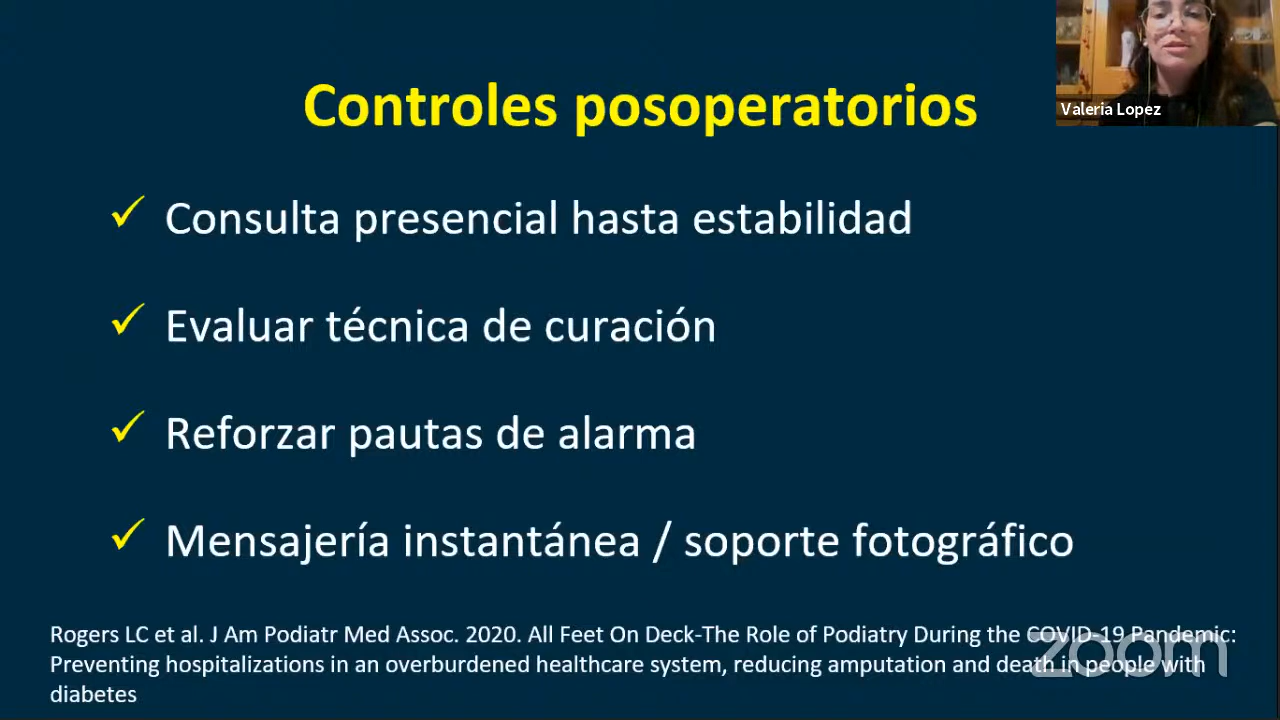 Controles posoperatorios
Valeria Lopez
✓ Consulta presencial hasta estabilidad
✓ Evaluar técnica de curación
✓ Reforzar pautas de alarma
✓ Mensajería instantánea / soporte fotográfico
Rogers LC et al. J Am Podiatr Med Assoc. 2020. All Feet On Deck-The Role of Podiatry During the COVID-19 Pandemic:
Preventing hospitalizations in an overburdened healthcare system, reducing amputation and death in people with
diabetes
zoom